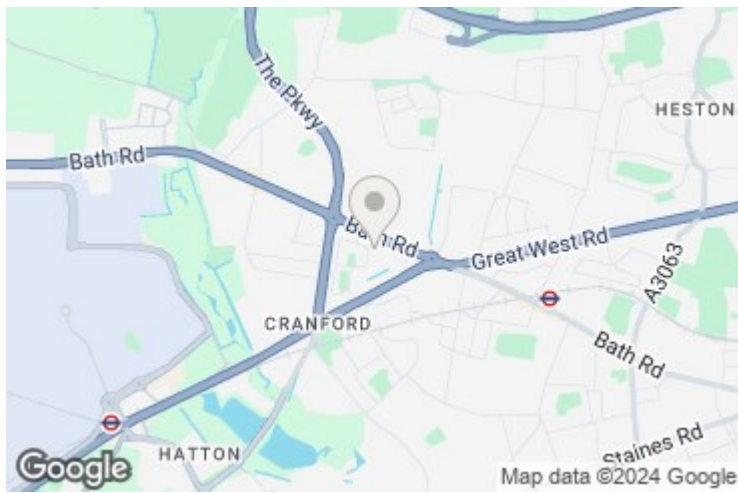 The Pkwy
HESTON
Bath Rd
Bath Rd
Great West Rd
A3063
CRANFORD
Bath Rd
HATTON
Staines Rd
Google
Map data ©2024 Google